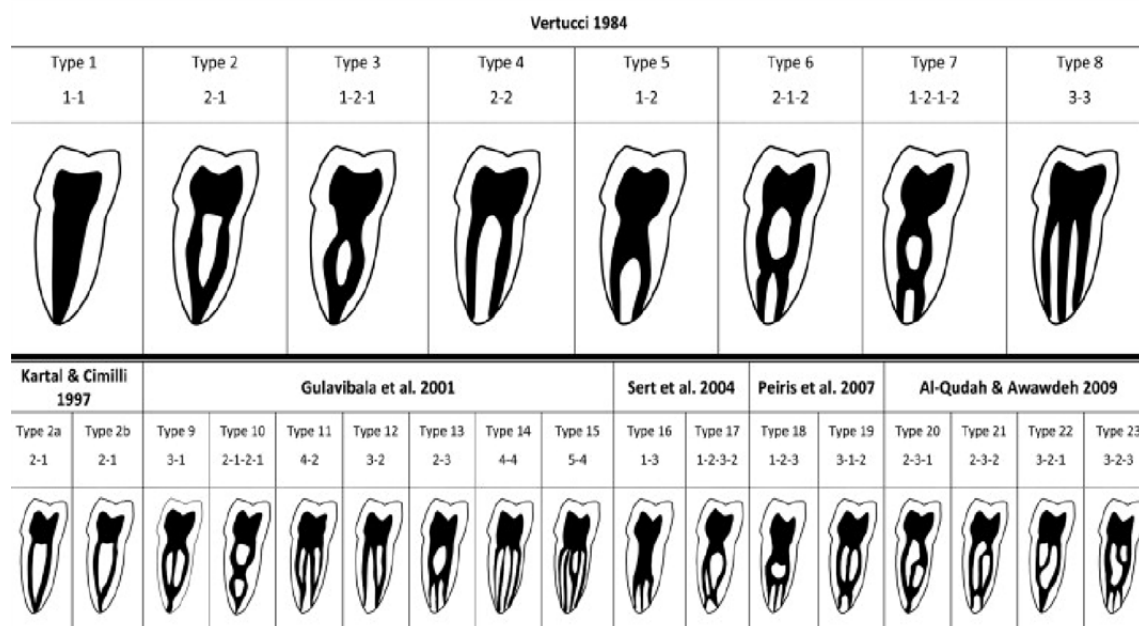 Vertucci 1984
Type 1 Type 2 Type 3 Type 4 Type 5 Type 6 Type 7 Type 8
1-1 2-1 1-2-1 2-2 1-2 2-1-2 1-2-1-2 3-3
Kartal & Cimilli
1997
Gulavibala et al. 2001 Sert et al. 2004 Peiris et al. 2007 Al-Qudah & Awawdeh 2009
Type 2a Type 2b Type 9 Type 10 Type 11 Type 12 Type 13 Type 14 Type 15 Type 16 Type 17 Type 18 Type 19 Type 20 Type 21 Type 22 Type 23
2-1 2-1 3-1 2-1-2-1 4-2 3-2 2-3 4-4 5-4 1-3 1-2-3-2 1-2-3 3-1-2 2-3-1 2-3-2 3-2-1 3-2-3